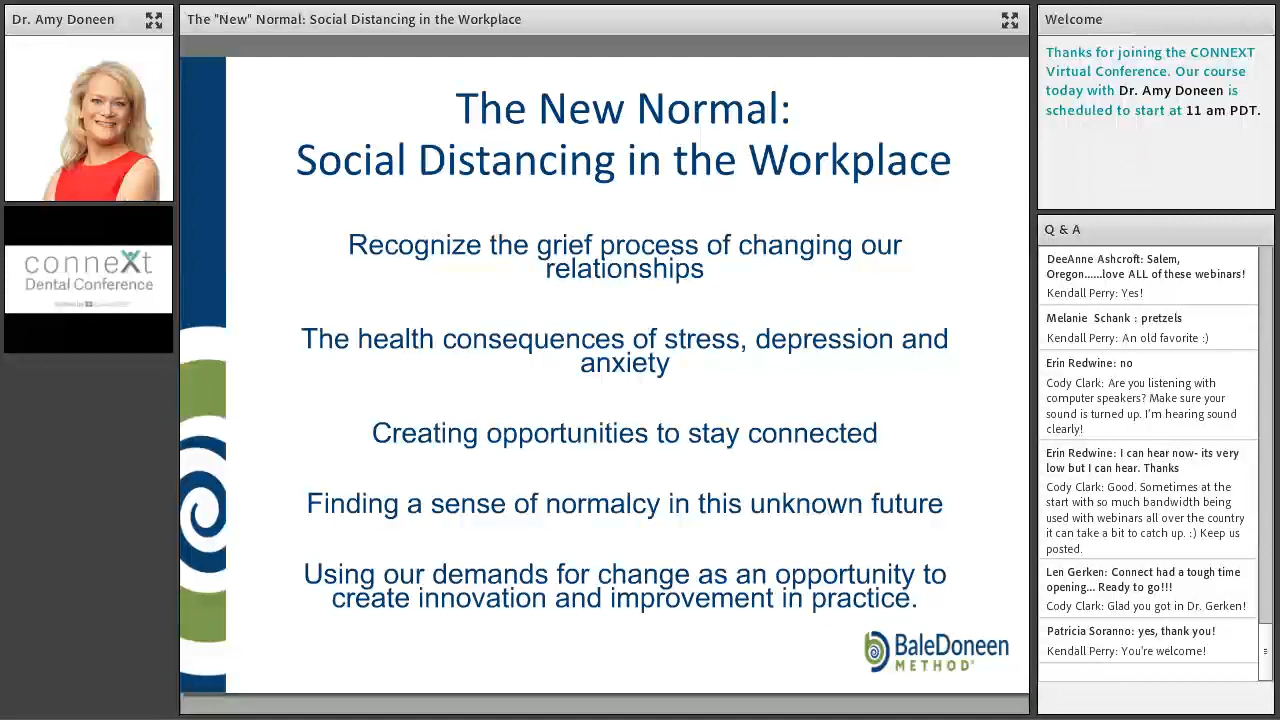 Dr. Amy Doneen
The "New" Normal: Social Distancing in the Workplace
Welcome
Thanks for joining the CONNEXT
Virtual Conference. Our course
today with Dr. Amy Doneen is
scheduled to start at 11 am PDT.
conneXt
Dental Conference
The New Normal:
Social Distancing in the Workplace
Recognize the grief process of changing our
relationships
The health consequences of stress, depression and
anxiety
Creating opportunities to stay connected
Finding a sense of normalcy in this unknown future
Using our demands for change as an opportunity to
create innovation and improvement in practice.
BaleDoneen
METHOD®
Q & A
DeeAnne Ashcroft: Salem,
Oregon......love ALL of these webinars!
Kendall Perry: Yes!
Melanie Schank : pretzels
Kendall Perry: An old favorite :)
Erin Redwine: no
Cody Clark: Are you listening with
computer speakers? Make sure your
sound is turned up. I'm hearing sound
clearly!
Erin Redwine: I can hear now- its very
low but I can hear. Thanks
Cody Clark: Good. Sometimes at the
start with so much bandwidth being
used with webinars all over the country
it can take a bit to catch up. :) Keep us
posted.
Len Gerken: Connect had a tough time
opening... Ready to go!!!
Cody Clark: Glad you got in Dr. Gerken!
Patricia Soranno: yes, thank you!
Kendall Perry: You're welcome!